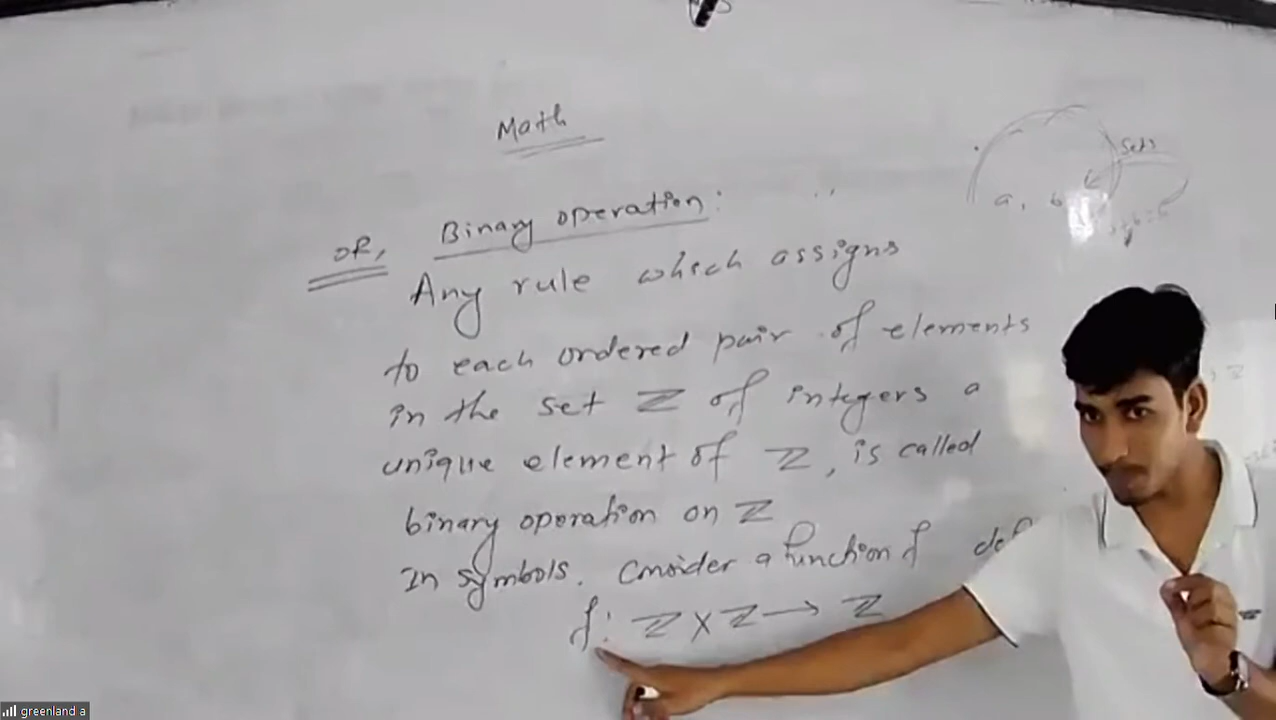 Math
Sets
a, b
OR, Binary operation:
Any rule which assigns
to each ordered pair of elements
in the set ℤ of integers a
unique element of ℤ, is called
binary operation on ℤ
In symbols. Consider a function f
f: ℤ × ℤ → ℤ
greenland a